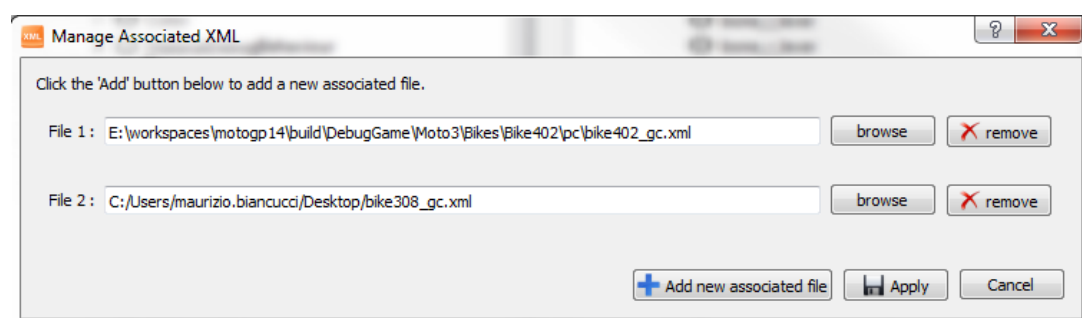 XML
Manage Associated XML
?
Click the 'Add' button below to add a new associated file.
File 1 : E:\workspaces\motogp14\build\DebugGame\Moto3\Bikes\Bike402\pc\bike402_gc.xml browse remove
File 2 : C:/Users/maurizio.biancucci/Desktop/bike308_gc.xml browse remove
Add new associated file Apply Cancel